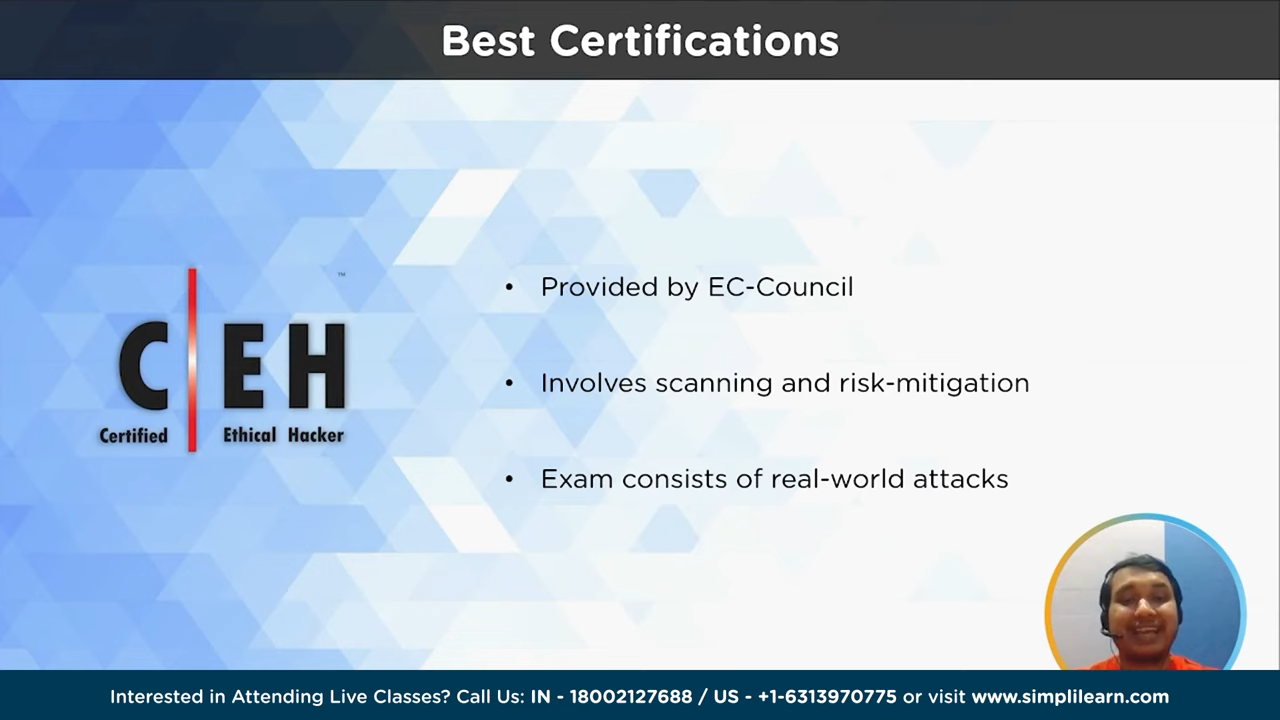 Best Certifications
• Provided by EC-Council
• Involves scanning and risk-mitigation
• Exam consists of real-world attacks
C EH ™
Certified Ethical Hacker
Interested in Attending Live Classes? Call Us: IN - 18002127688 / US - +1-6313970775 or visit www.simplilearn.com